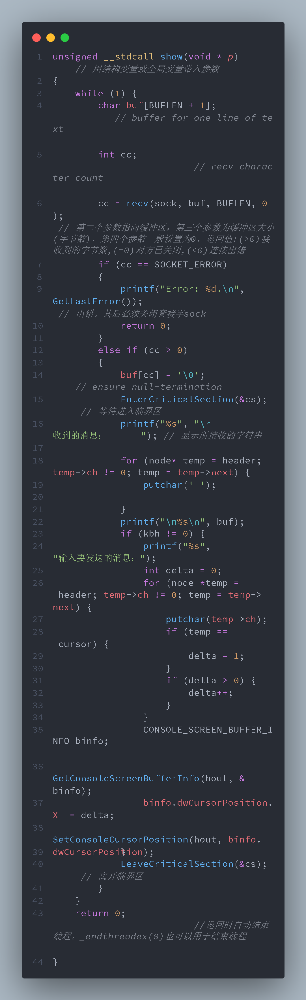 1 unsigned __stdcall show(void * p)
// 用结构变量或全局变量带入参数
2 {
3 while (1) {
4 char buf[BUFLEN + 1];
// buffer for one line of te
xt
5 int cc;
// recv charac
ter count
6 cc = recv(sock, buf, BUFLEN, 0
);
// 第二个参数指向缓冲区，第三个参数为缓冲区大小
(字节数)，第四个参数一般设置为0，返回值:(>0)接
收到的字节数,(=0)对方已关闭,(<0)连接出错
7 if (cc == SOCKET_ERROR)
8 {
9 printf("Error: %d.\n",
GetLastError());
// 出错。其后必须关闭套接字sock
10 return 0;
11 }
12 else if (cc > 0)
13 {
14 buf[cc] = '\0';
// ensure null-termination
15 EnterCriticalSection(&cs);
// 等待进入临界区
16 printf("%s", "\r
收到的消息： "); // 显示所接收的字符串
17
18 for (node* temp = header;
temp->ch != 0; temp = temp->next) {
19 putchar(' ');
20
21 }
22 printf("\n%s\n", buf);
23 if (kbh != 0) {
24 printf("%s",
"输入要发送的消息：");
25 int delta = 0;
26 for (node *temp =
header; temp->ch != 0; temp = temp->
next) {
27 putchar(temp->ch);
28 if (temp ==
cursor) {
29 delta = 1;
30 }
31 if (delta > 0) {
32 delta++;
33 }
34 }
35 CONSOLE_SCREEN_BUFFER_I
NFO binfo;
36
GetConsoleScreenBufferInfo(hout, &
binfo);
37 binfo.dwCursorPosition.
X -= delta;
38
SetConsoleCursorPosition(hout, binfo.
dwCursorPosition);
39 }
40 LeaveCriticalSection(&cs);
// 离开临界区
41 }
42 }
43 return 0;
//返回时自动结束
线程。_endthreadex(0)也可以用于结束线程
44 }